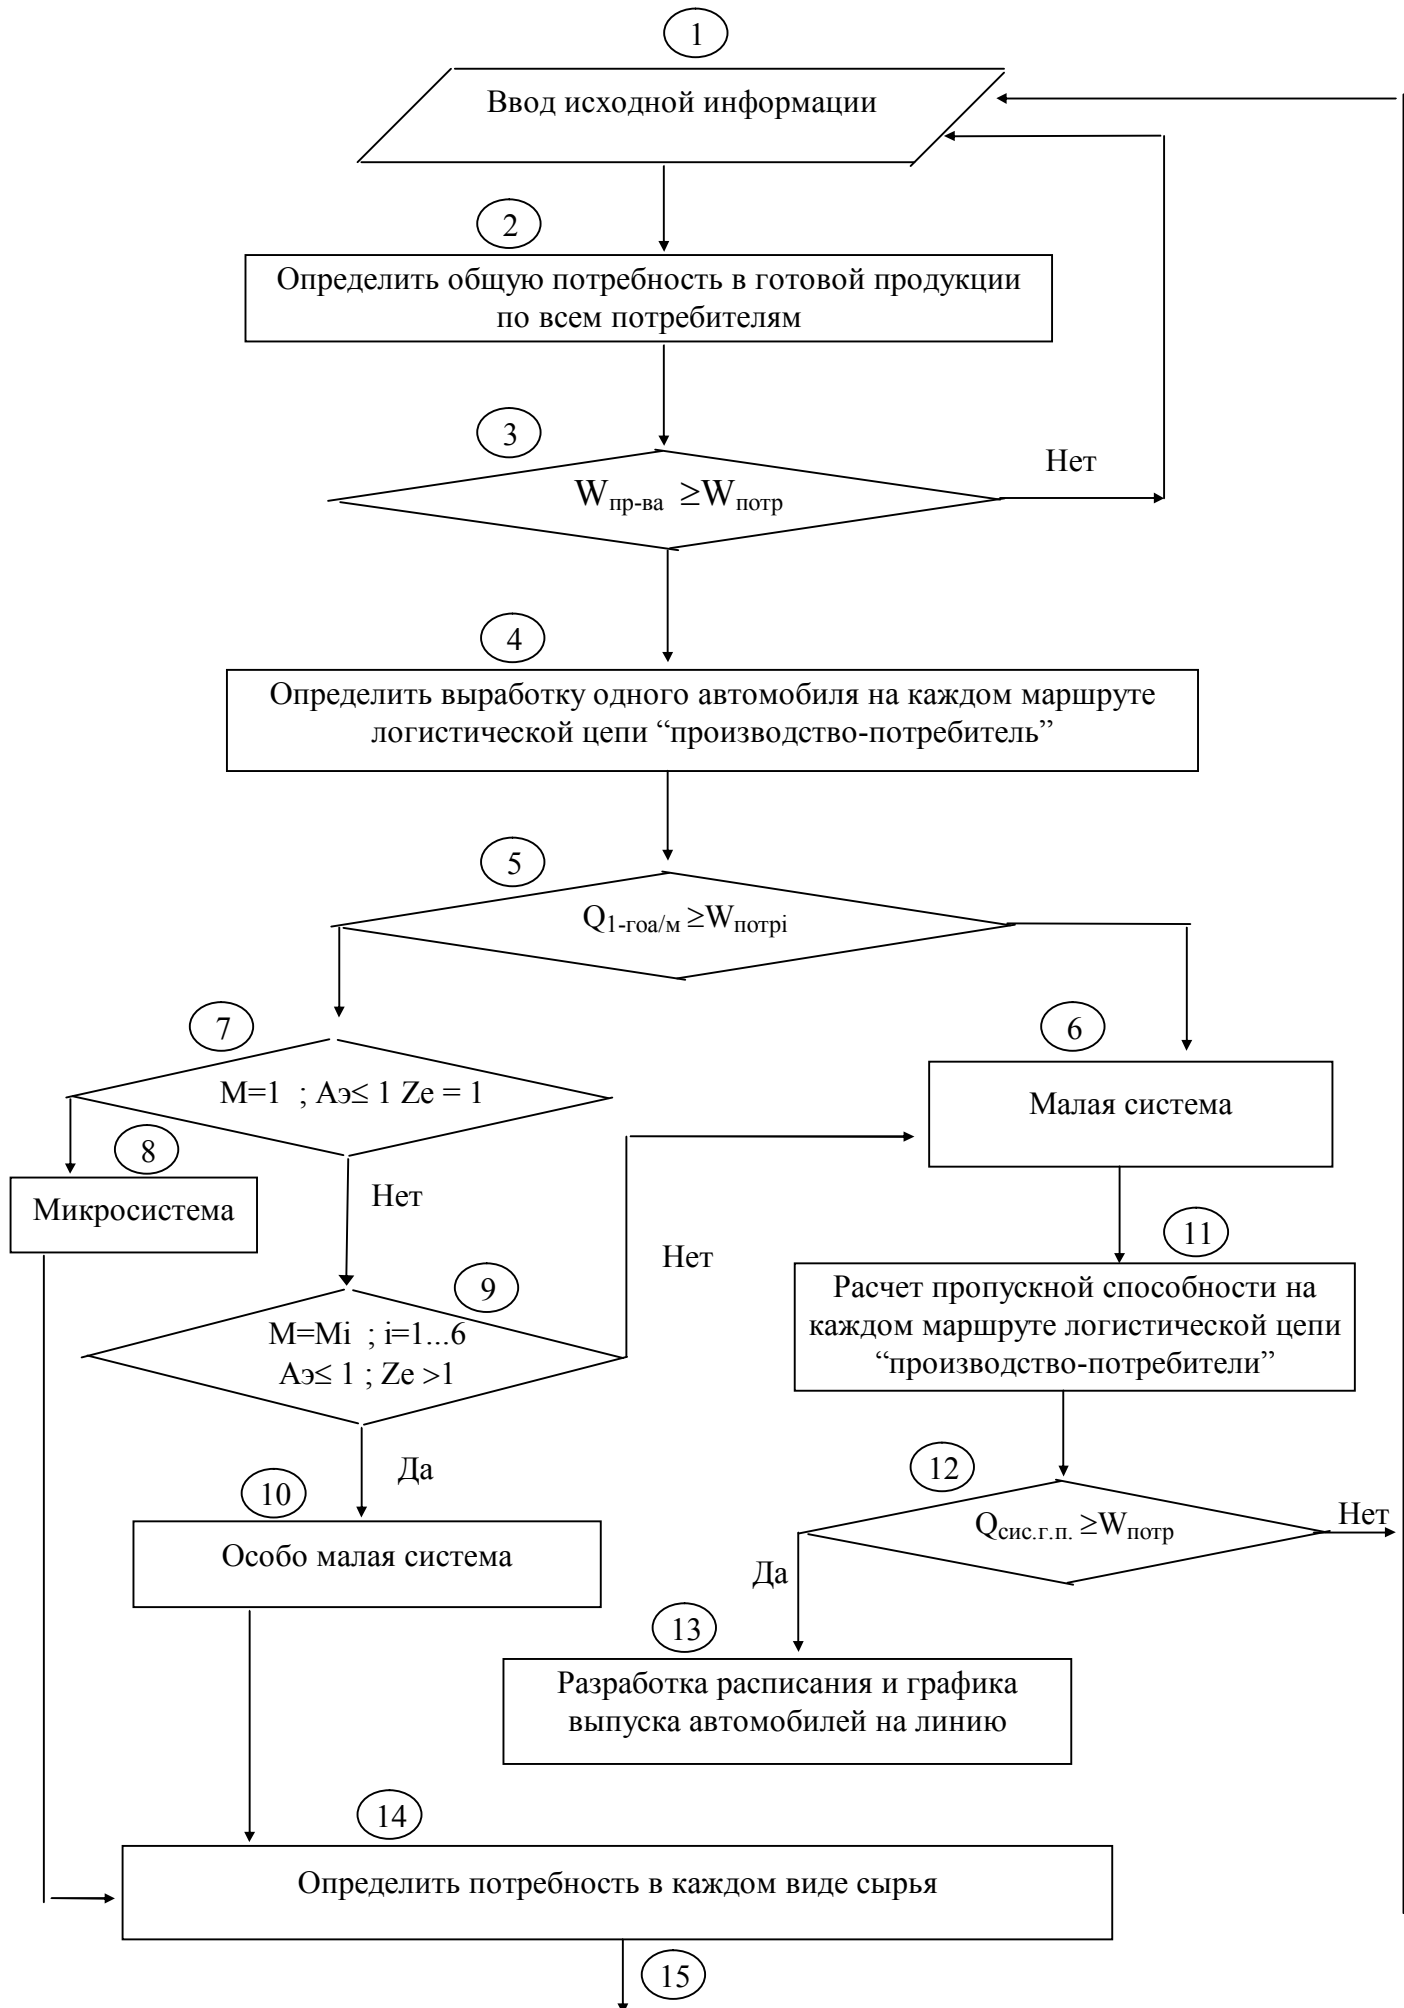 1
Ввод исходной информации
2
Определить общую потребность в готовой продукции
по всем потребителям
3
Нет
Wпр-ва ≥Wпотр
4
Определить выработку одного автомобиля на каждом маршруте
логистической цепи “производство-потребитель”
5
Q1-гоа/м ≥Wпотрi
7
6
M=1 ; Аэ≤ 1 Ze = 1
Малая система
8
Нет
Микросистема
11
Нет
9
Расчет пропускной способности на
каждом маршруте логистической цепи
“производство-потребители”
M=Mi ; i=1...6
Аэ≤ 1 ; Ze >1
Да
12
10
Qсис.г.п. ≥Wпотр
Нет
Особо малая система
Да
13
Разработка расписания и графика
выпуска автомобилей на линию
14
Определить потребность в каждом виде сырья
15